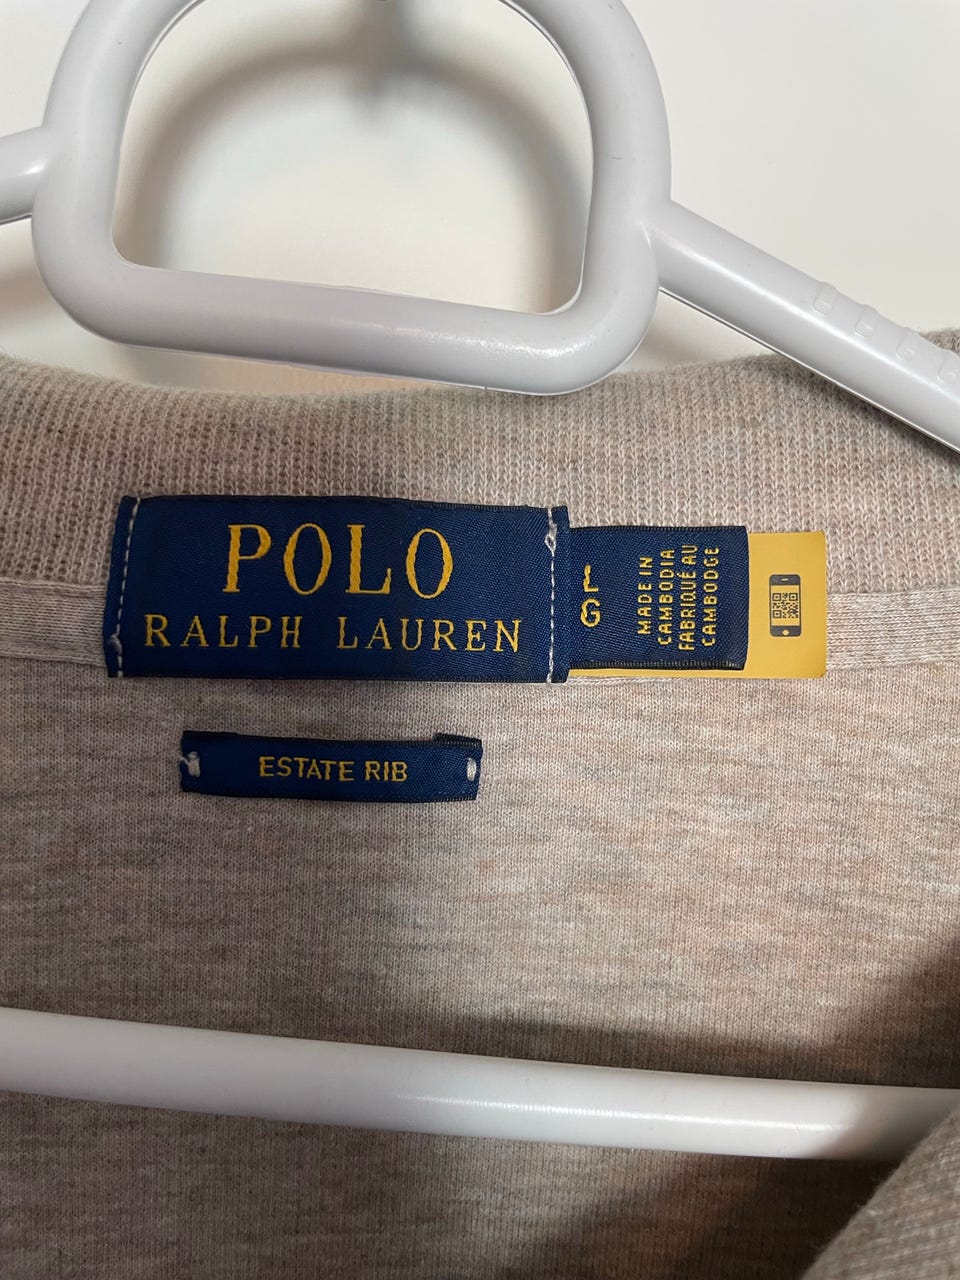 POLO
RALPH LAUREN
L
G
MADE IN
CAMBODIA
FABRIQUÉ AU
CAMBODGE
ESTATE RIB